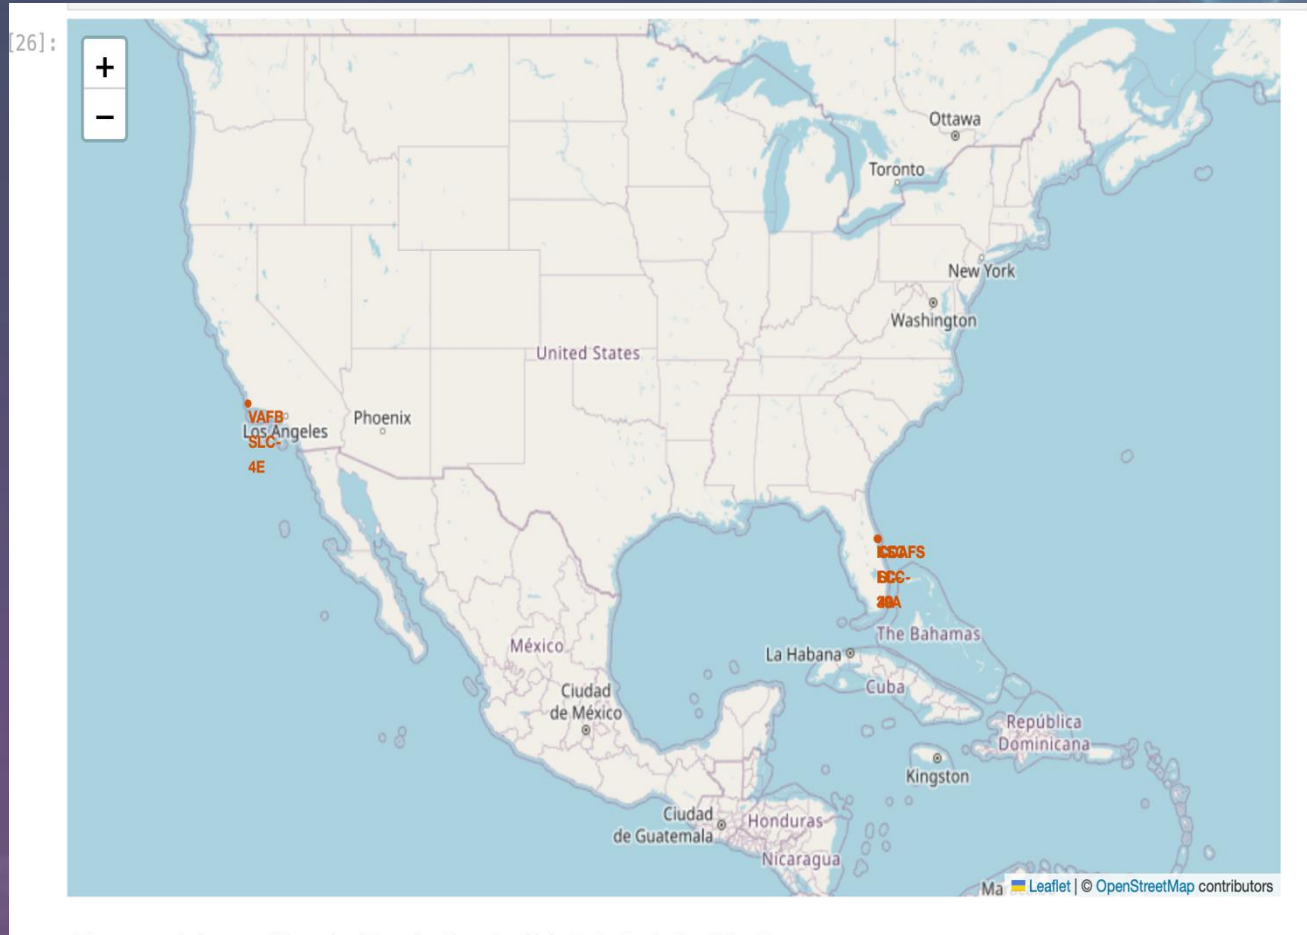 [26]:
+
−
Ottawa
Toronto
New York
Washington
United States
VAFB
Phoenix
Los Angeles
SLC-
4E
The Bahamas
La Habana
México
Cuba
Ciudad
de México
República
Dominicana
Kingston
Ciudad
de Guatemala
Honduras
Nicaragua
Leaflet | © OpenStreetMap contributors